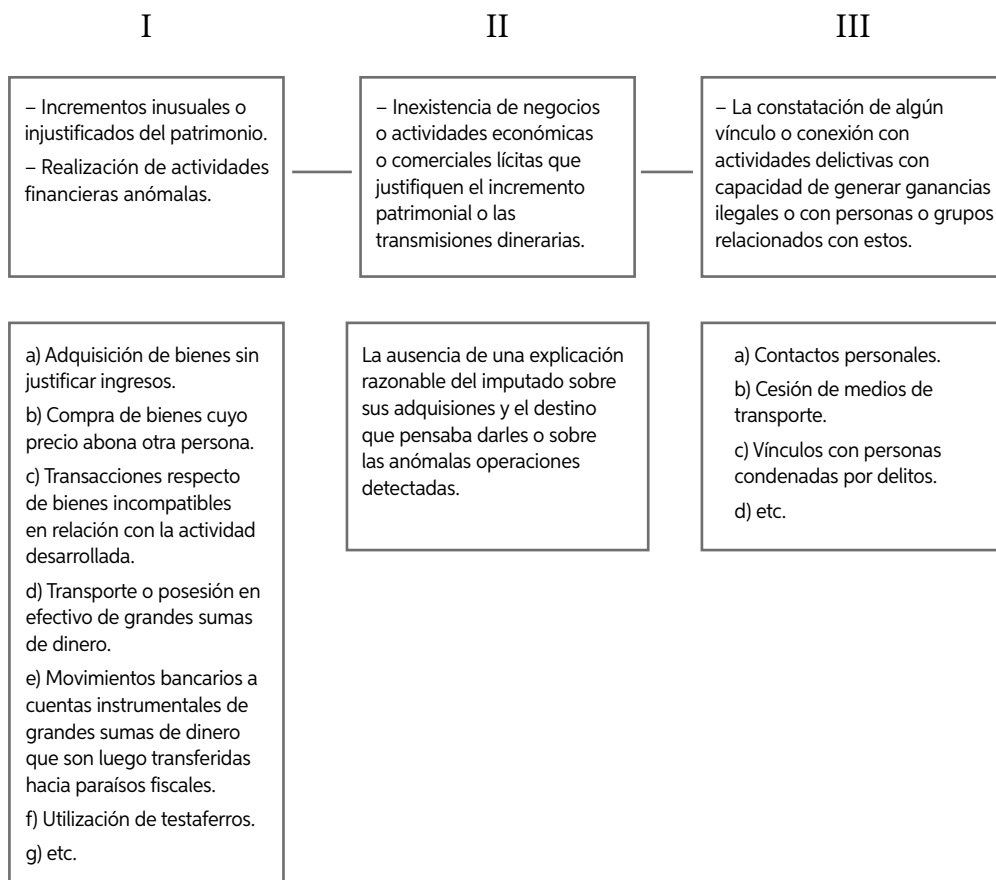 I
– Incrementos inusuales o
injustificados del patrimonio.
– Realización de actividades
financieras anómalas.
a) Adquisición de bienes sin
justificar ingresos.
b) Compra de bienes cuyo
precio abona otra persona.
c) Transacciones respecto
de bienes incompatibles
en relación con la actividad
desarrollada.
d) Transporte o posesión en
efectivo de grandes sumas
de dinero.
e) Movimientos bancarios a
cuentas instrumentales de
grandes sumas de dinero
que son luego transferidas
hacia paraísos fiscales.
f) Utilización de testaferros.
g) etc.
II
– Inexistencia de negocios
o actividades económicas
o comerciales lícitas que
justifiquen el incremento
patrimonial o las
transmisiones dinerarias.
La ausencia de una explicación
razonable del imputado sobre
sus adquisiciones y el destino
que pensaba darles o sobre
las anómalas operaciones
detectadas.
III
– La constatación de algún
vínculo o conexión con
actividades delictivas con
capacidad de generar ganancias
ilegales o con personas o grupos
relacionados con estos.
a) Contactos personales.
b) Cesión de medios de
transporte.
c) Vínculos con personas
condenadas por delitos.
d) etc.